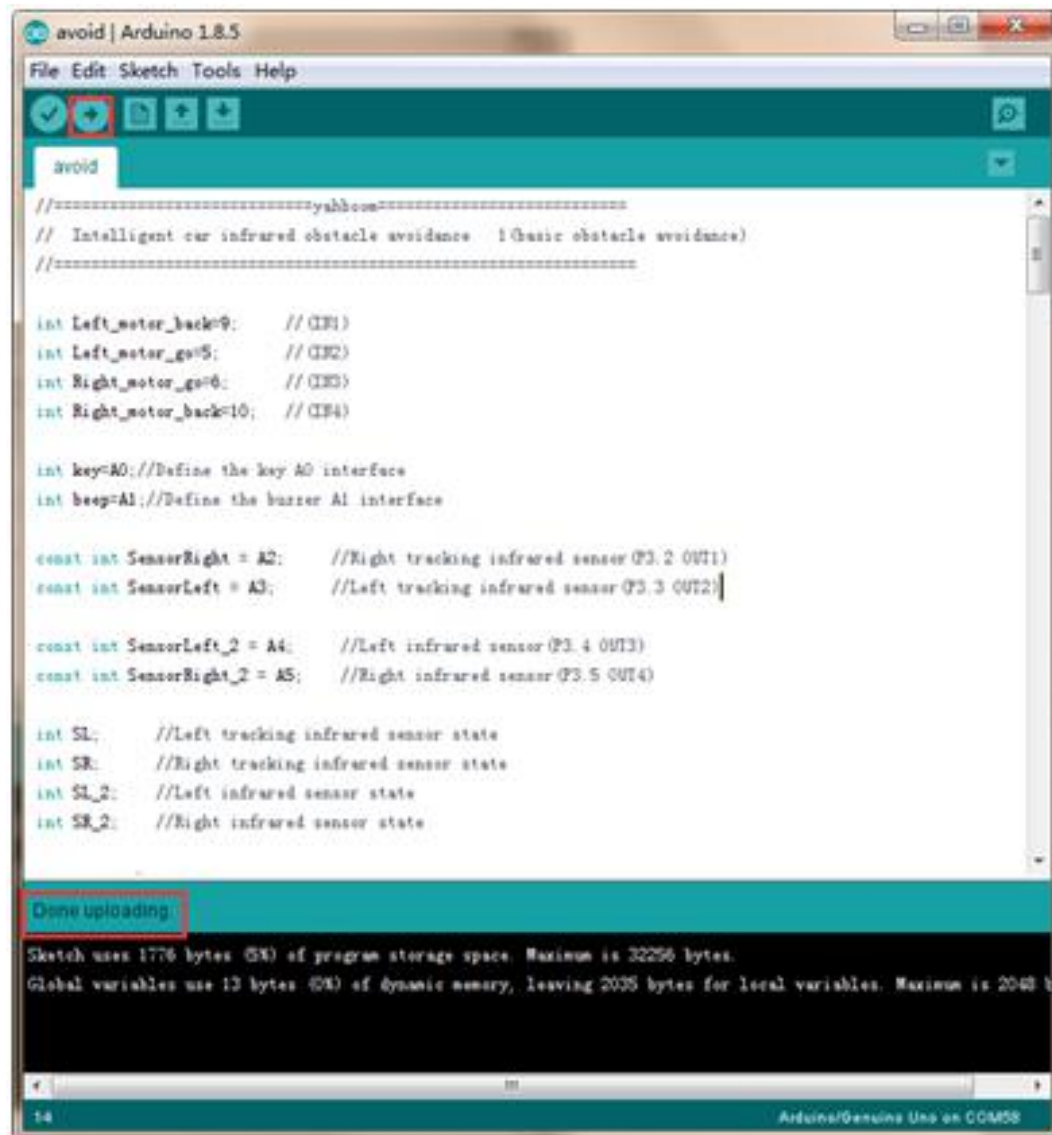 avoid | Arduino 1.8.5
File Edit Sketch Tools Help
avoid
//============================yahboom===========================
//  Intelligent car infrared obstacle avoidance   1(basic obstacle avoidance)
//===============================================================
int Left_motor_back=9;     //(IN1)
int Left_motor_go=5;       //(IN2)
int Right_motor_go=6;      //(IN3)
int Right_motor_back=10;   //(IN4)
int key=A0;//Define the key A0 interface
int beep=A1;//Define the buzzer A1 interface
const int SensorRight = A2;     //Right tracking infrared sensor(P3.2 OUT1)
const int SensorLeft = A3;      //Left tracking infrared sensor(P3.3 OUT2)
const int SensorLeft_2 = A4;     //Left infrared sensor(P3.4 OUT3)
const int SensorRight_2 = A5;    //Right infrared sensor(P3.5 OUT4)
int SL;      //Left tracking infrared sensor state
int SR;      //Right tracking infrared sensor state
int SL_2;    //Left infrared sensor state
int SR_2;    //Right infrared sensor state
Done uploading.
Sketch uses 1776 bytes (5%) of program storage space. Maximum is 32256 bytes.
Global variables use 13 bytes (0%) of dynamic memory, leaving 2035 bytes for local variables. Maximum is 2048 b
14
Arduino/Genuino Uno on COM58